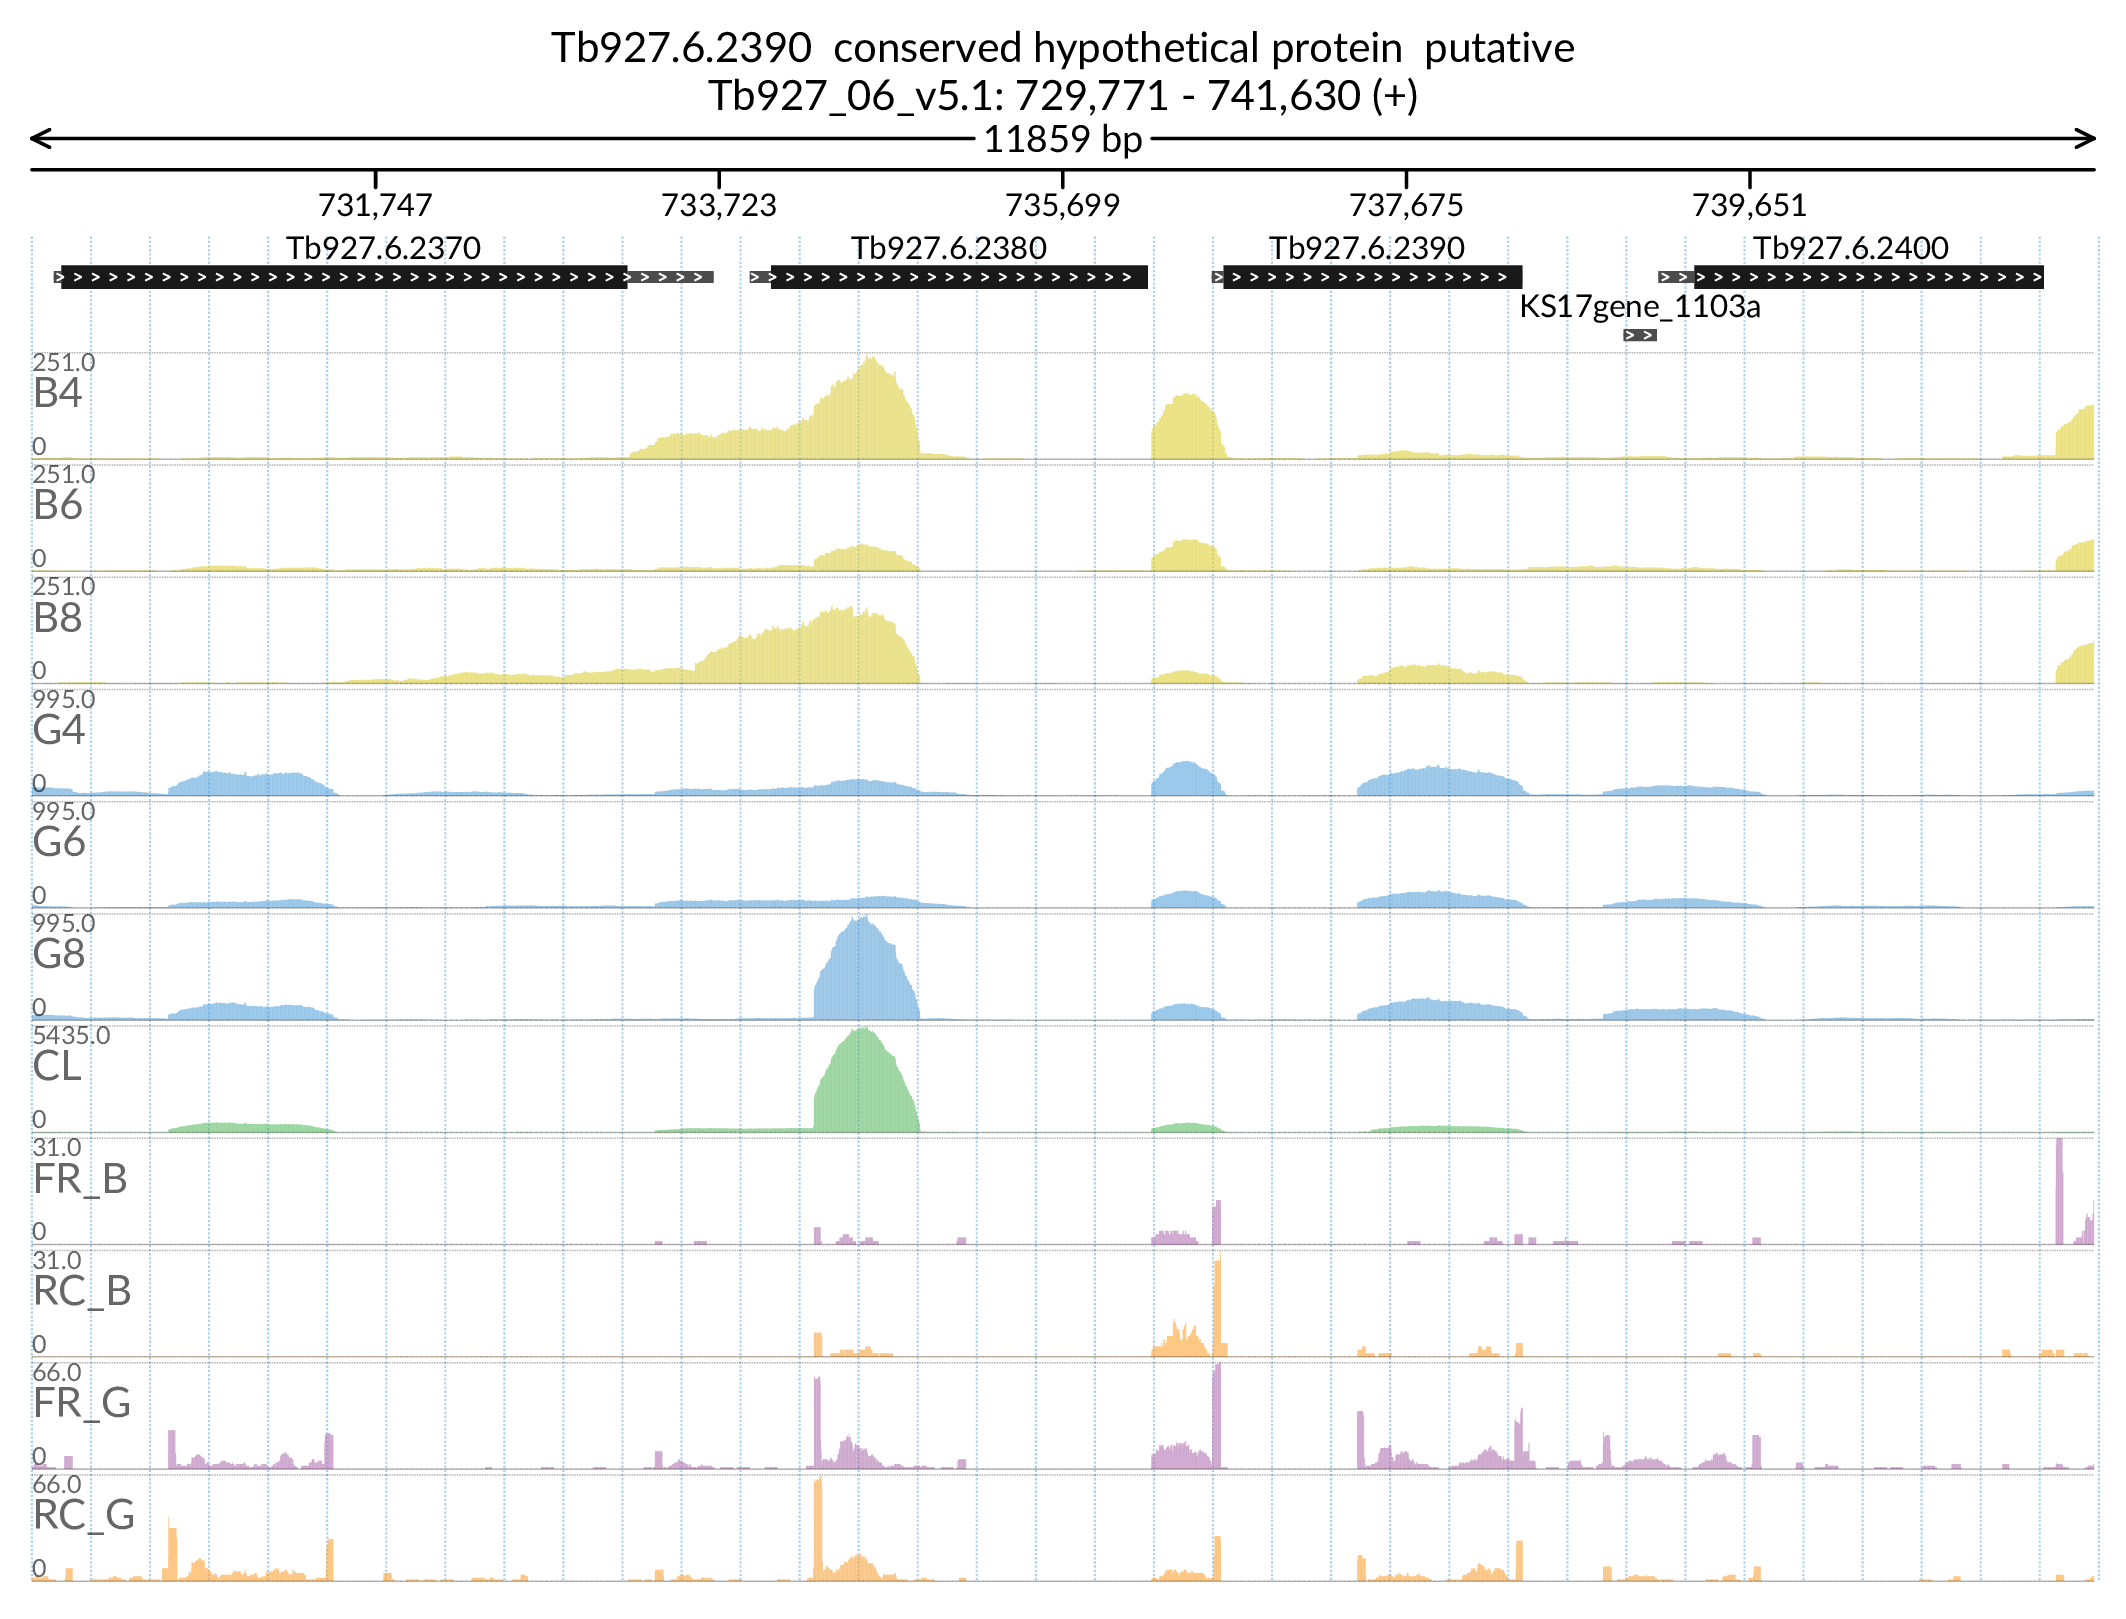 Tb927.6.2390 conserved hypothetical protein putative
Tb927_06_v5.1: 729,771 - 741,630 (+)
11859 bp
731,747 733,723 735,699 737,675 739,651
Tb927.6.2370 Tb927.6.2380 Tb927.6.2390 Tb927.6.2400
KS17gene_1103a
251.0
B4
0
251.0
B6
0
251.0
B8
0
995.0
G4
0
995.0
G6
0
995.0
G8
0
5435.0
CL
0
31.0
FR_B
0
31.0
RC_B
0
66.0
FR_G
0
66.0
RC_G
0